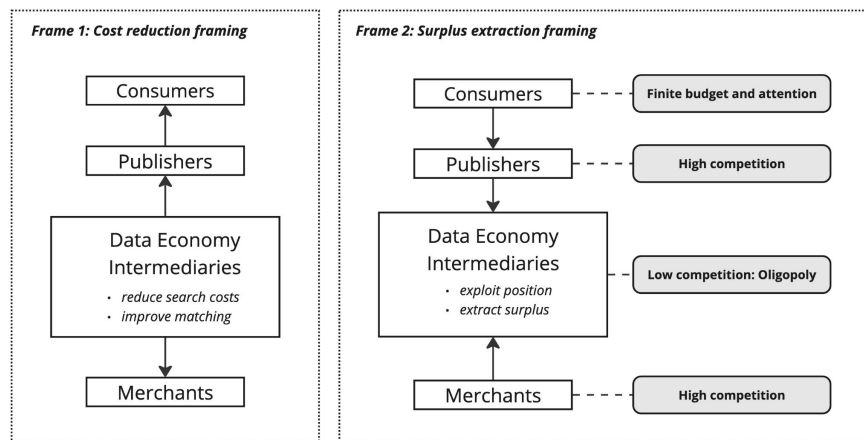 Frame 1: Cost reduction framing
Consumers
Publishers
Data Economy
Intermediaries
• reduce search costs
• improve matching
Merchants
Frame 2: Surplus extraction framing
Consumers
Finite budget and attention
Publishers
High competition
Data Economy
Intermediaries
• exploit position
• extract surplus
Low competition: Oligopoly
Merchants
High competition